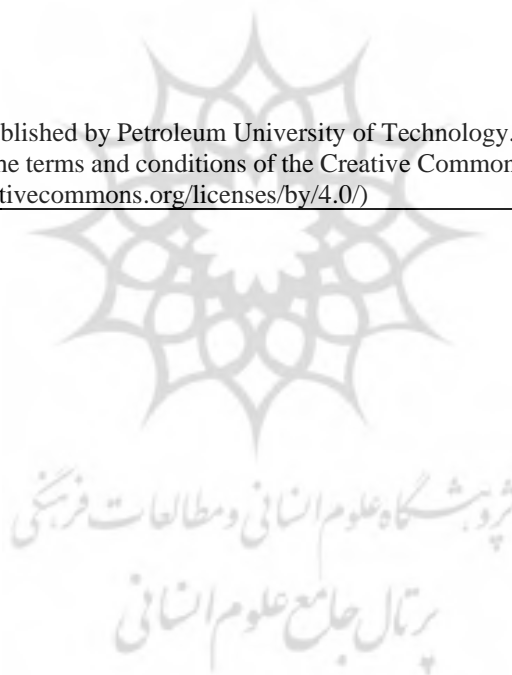 blished by Petroleum University of Technology.
ne terms and conditions of the Creative Common
tivecommons.org/licenses/by/4.0/)
پژوهشگاه علوم انسانی و مطالعات فرهنگی
پرتال جامع علوم انسانی